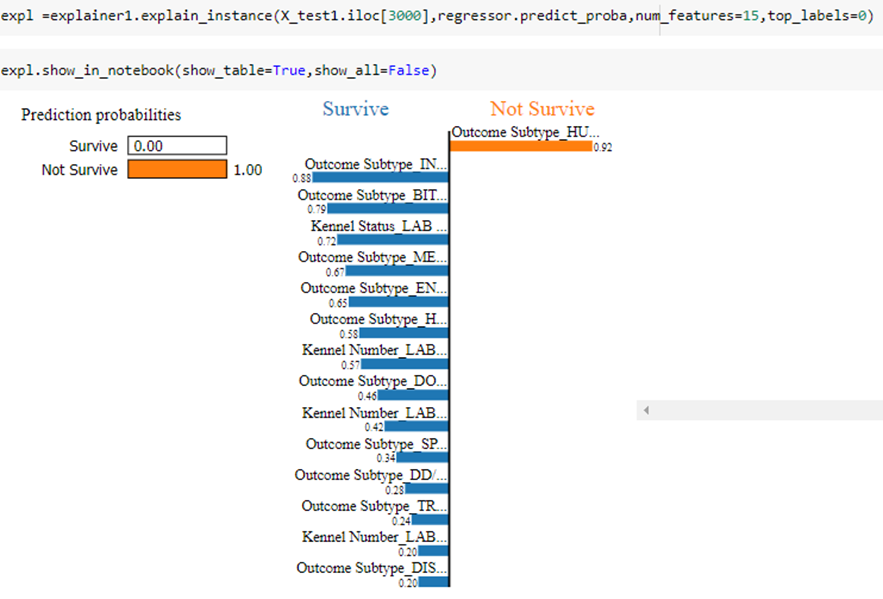 expl =explainer1.explain_instance(X_test1.iloc[3000],regressor.predict_proba,num_features=15,top_labels=0)
expl.show_in_notebook(show_table=True,show_all=False)
Prediction probabilities
Survive 0.00
Not Survive 1.00
Survive
Not Survive
Outcome Subtype_HU...
0.92
Outcome Subtype_IN...
0.88
Outcome Subtype_BIT...
0.79
Kennel Status_LAB ...
0.72
Outcome Subtype_ME...
0.67
Outcome Subtype_EN...
0.65
Outcome Subtype_H...
0.58
Kennel Number_LAB...
0.57
Outcome Subtype_DO...
0.46
Kennel Number_LAB...
0.42
Outcome Subtype_SP...
0.34
Outcome Subtype_DD/...
0.28
Outcome Subtype_TR...
0.24
Kennel Number_LAB...
0.20
Outcome Subtype_DIS...
0.20